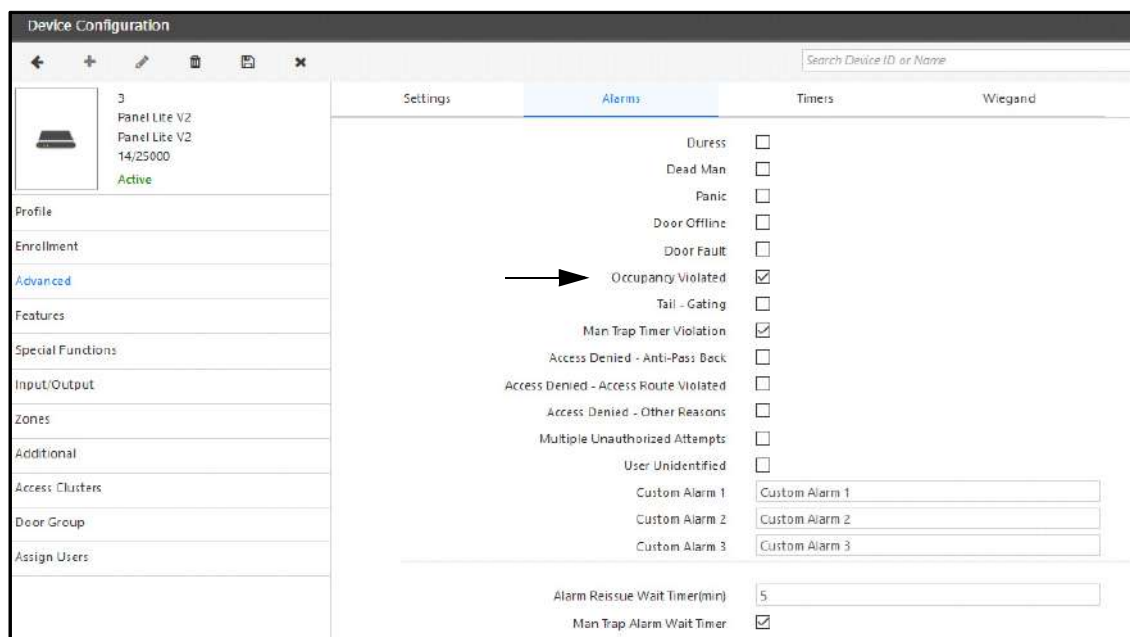 Device Configuration
Search Device ID or Name
3
Panel Lite V2
Panel Lite V2
14/25000
Active
Profile
Enrollment
Advanced
Features
Special Functions
Input/Output
Zones
Additional
Access Clusters
Door Group
Assign Users
Settings Alarms Timers Wiegand
Duress
Dead Man
Panic
Door Offline
Door Fault
Occupancy Violated
Tail - Gating
Man Trap Timer Violation
Access Denied - Anti-Pass Back
Access Denied - Access Route Violated
Access Denied - Other Reasons
Multiple Unauthorized Attempts
User Unidentified
Custom Alarm 1 Custom Alarm 1
Custom Alarm 2 Custom Alarm 2
Custom Alarm 3 Custom Alarm 3
Alarm Reissue Wait Timer(min) 5
Man Trap Alarm Wait Timer